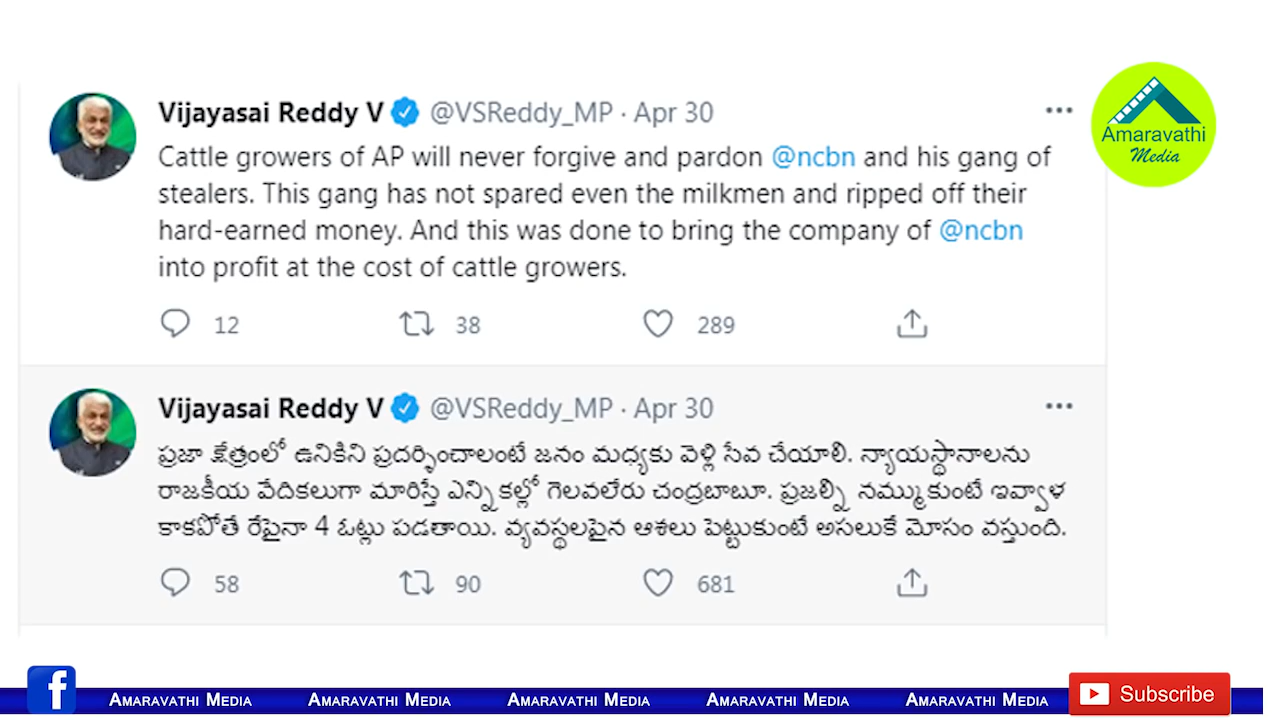 Vijayasai Reddy V @VSReddy_MP · Apr 30
Cattle growers of AP will never forgive and pardon @ncbn and his gang of
stealers. This gang has not spared even the milkmen and ripped off their
hard-earned money. And this was done to bring the company of @ncbn
into profit at the cost of cattle growers.
12 38 289
Amaravathi
Media
Vijayasai Reddy V @VSReddy_MP · Apr 30
ప్రజా క్షేత్రంలో ఉనికిని ప్రదర్శించాలంటే జనం మధ్యకు వెళ్లి సేవ చేయాలి. న్యాయస్థానాలను
రాజకీయ వేదికలుగా మారిస్తే ఎన్నికల్లో గెలవలేరు చంద్రబాబూ. ప్రజల్ని నమ్ముకుంటే ఇవ్వాళ
కాకపోతే రేపైనా 4 ఓట్లు పడతాయి. వ్యవస్థలపైన ఆశలు పెట్టుకుంటే అసలుకే మోసం వస్తుంది.
58 90 681
f Amaravathi Media Amaravathi Media Amaravathi Media Amaravathi Media Amaravathi Media Subscribe